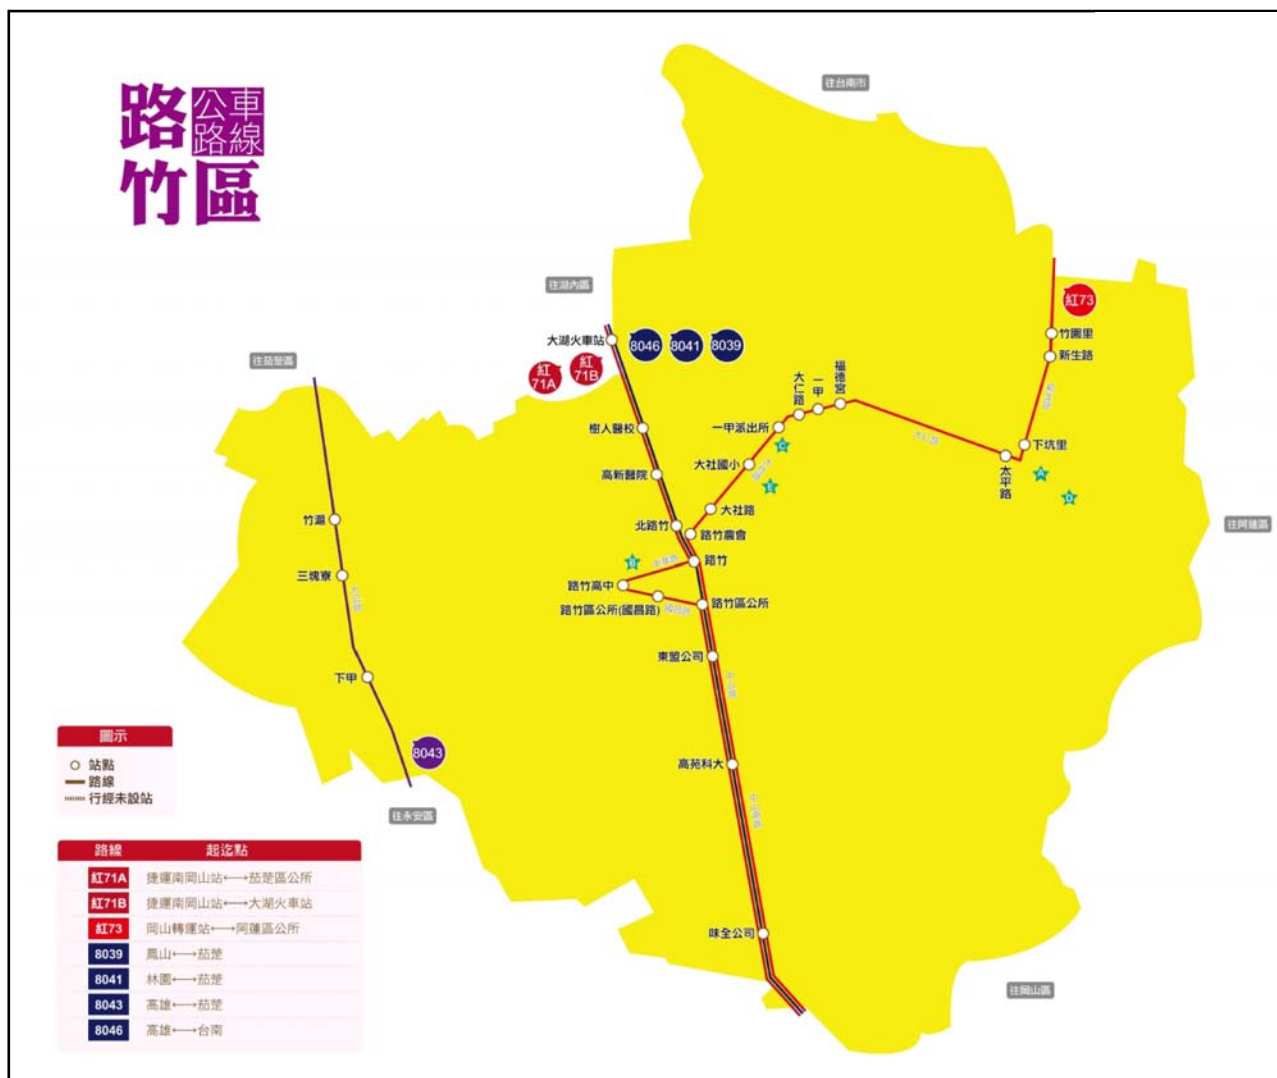 路竹區
公車路線
往台南市
往湖內區
往茄萣區
往阿蓮區
往永安區
往岡山區
大湖火車站
8046
8041
8039
紅71A
紅71B
紅73
竹園里
新生路
福德宮
一甲
大仁路
一甲派出所
大社國小
樹人醫校
高新醫院
下坑里
太平路
大社路
北路竹
路竹農會
竹滬
路竹
三塊寮
路竹高中
路竹區公所(國昌路)
路竹區公所
國昌路
東盟公司
下甲
中山路
8043
高苑科大
味全公司
A
B
C
D
E
圖示
站點
路線
行經未設站
路線 起迄點
紅71A 捷運南岡山站⟷茄萣區公所
紅71B 捷運南岡山站⟷大湖火車站
紅73 岡山轉運站⟷阿蓮區公所
8039 鳳山⟷茄萣
8041 林園⟷茄萣
8043 高雄⟷茄萣
8046 高雄⟷台南